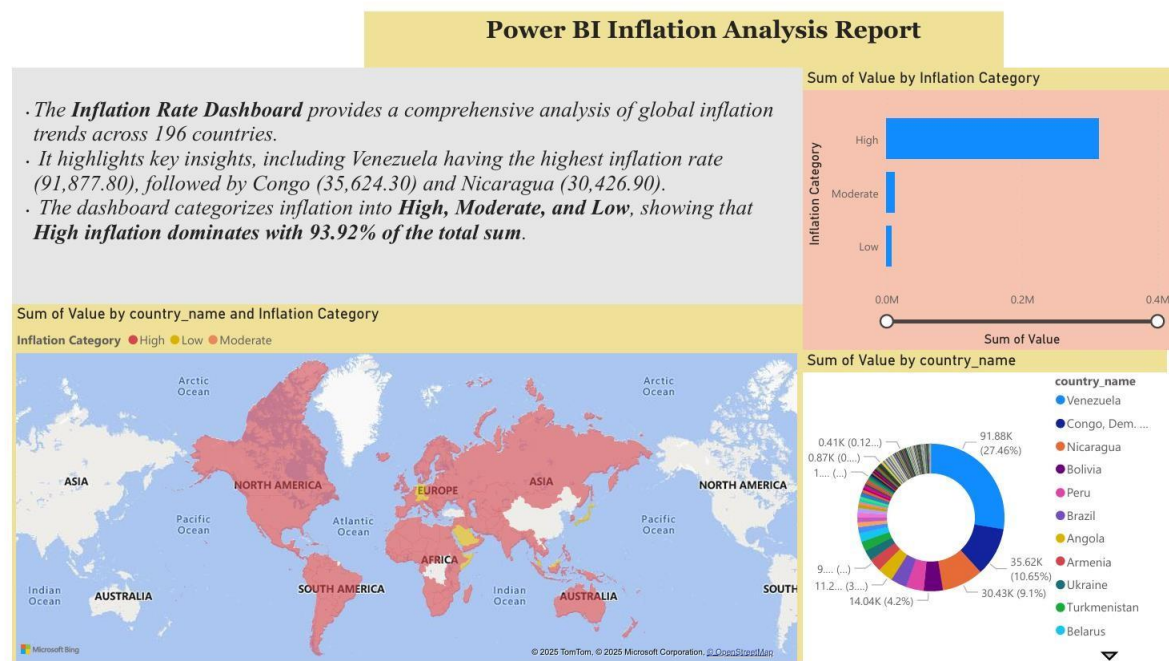 Power BI Inflation Analysis Report
· The Inflation Rate Dashboard provides a comprehensive analysis of global inflation
trends across 196 countries.
· It highlights key insights, including Venezuela having the highest inflation rate
(91,877.80), followed by Congo (35,624.30) and Nicaragua (30,426.90).
· The dashboard categorizes inflation into High, Moderate, and Low, showing that
High inflation dominates with 93.92% of the total sum.
Sum of Value by Inflation Category
Inflation Category
High
Moderate
Low
0.0M 0.2M 0.4M
Sum of Value
Sum of Value by country_name and Inflation Category
Inflation Category High Low Moderate
Arctic
Ocean
Arctic
Ocean
ASIA
NORTH AMERICA
EUROPE
ASIA
NORTH AMERICA
Pacific
Ocean
Atlantic
Ocean
Pacific
Ocean
AFRICA
Indian
Ocean
AUSTRALIA
SOUTH AMERICA
Indian
Ocean
AUSTRALIA
SOUTH
Microsoft Bing
© 2025 TomTom, © 2025 Microsoft Corporation, © OpenStreetMap
Sum of Value by country_name
country_name
Venezuela
Congo, Dem. ...
Nicaragua
Bolivia
Peru
Brazil
Angola
Armenia
Ukraine
Turkmenistan
Belarus
91.88K
(27.46%)
35.62K
(10.65%)
30.43K (9.1%)
14.04K (4.2%)
11.2... (3....)
9.... (...)
1.... (...)
0.87K (0....)
0.41K (0.12...)